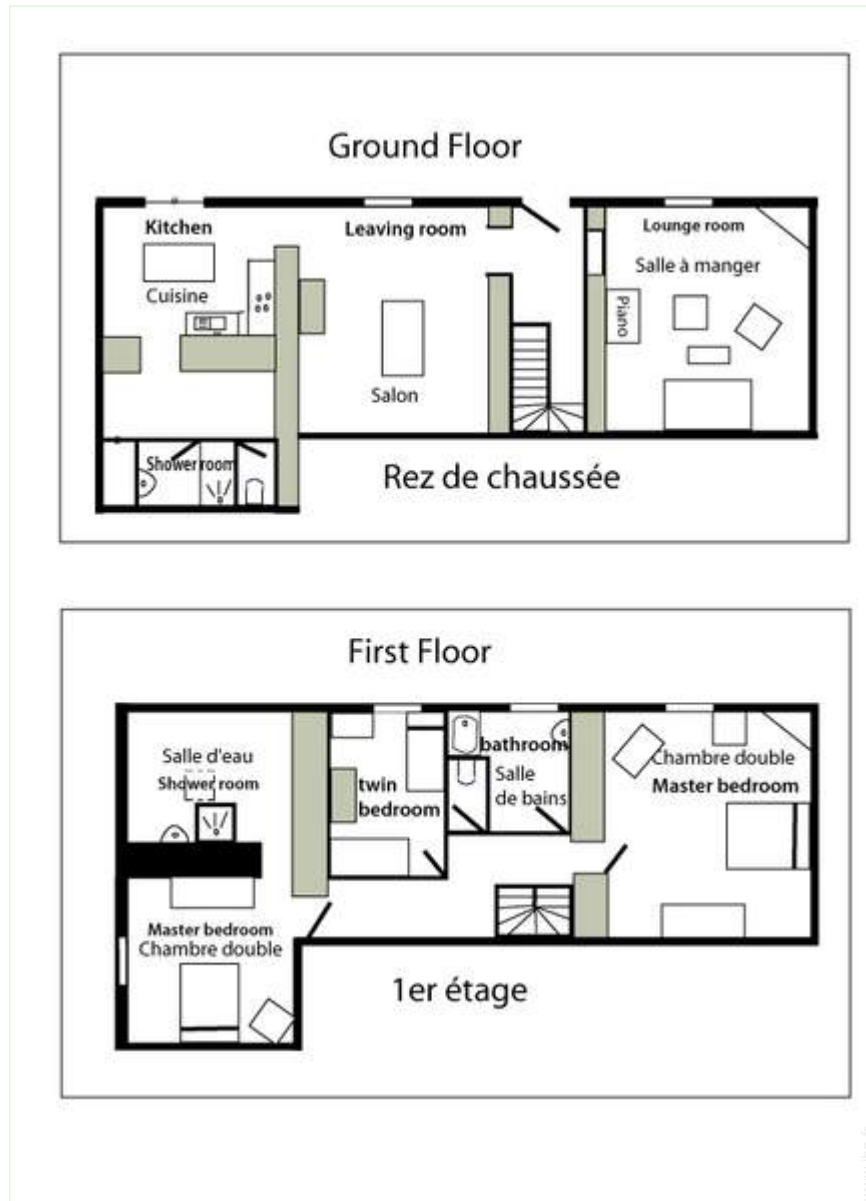 Ground Floor
Kitchen
Cuisine
Leaving room
Salon
Lounge room
Salle à manger
Piano
Shower room
Rez de chaussée
First Floor
Salle d'eau
Shower room
twin
bedroom
bathroom
Salle
de bains
Chambre double
Master bedroom
Master bedroom
Chambre double
1er étage